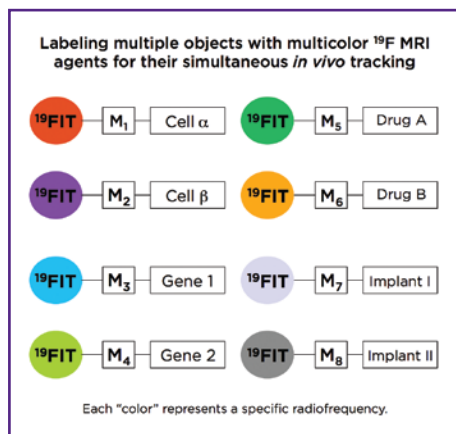 Labeling multiple objects with multicolor ¹⁹F MRI
agents for their simultaneous in vivo tracking
¹⁹FIT M₁ Cell α
¹⁹FIT M₅ Drug A
¹⁹FIT M₂ Cell β
¹⁹FIT M₆ Drug B
¹⁹FIT M₃ Gene 1
¹⁹FIT M₇ Implant I
¹⁹FIT M₄ Gene 2
¹⁹FIT M₈ Implant II
Each "color" represents a specific radiofrequency.